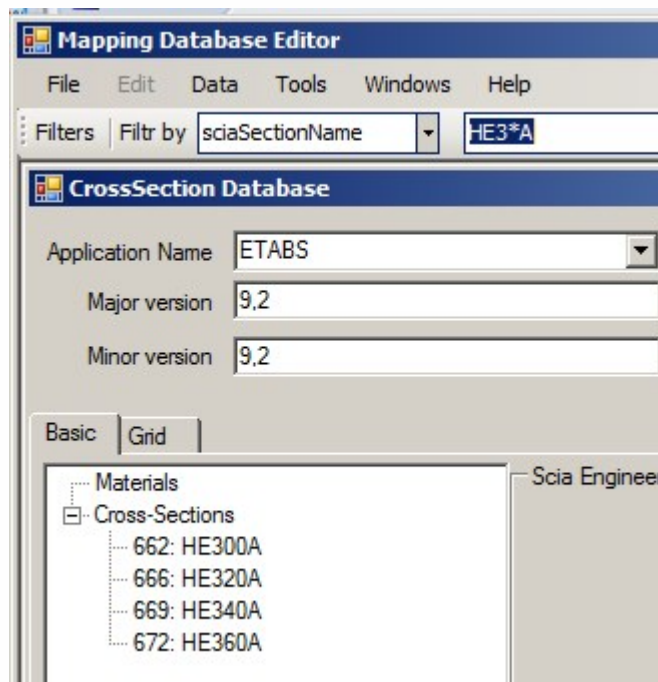 Mapping Database Editor
File Edit Data Tools Windows Help
Filters Filtr by sciaSectionName HE3*A
CrossSection Database
Application Name ETABS
Major version 9,2
Minor version 9,2
Basic Grid
Materials Scia Enginee
Cross-Sections
662: HE300A
666: HE320A
669: HE340A
672: HE360A